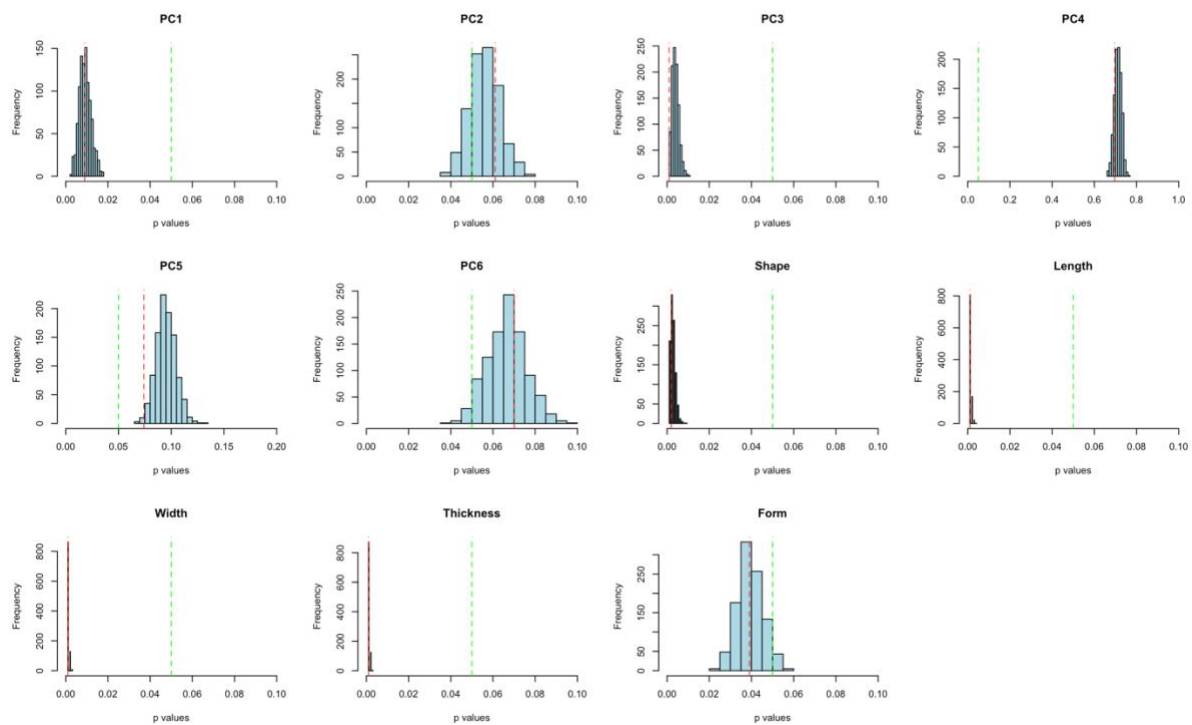 PC1
Frequency
0 50 100 150
0.00 0.02 0.04 0.06 0.08 0.10
p values
PC2
Frequency
0 50 150 250
0.00 0.02 0.04 0.06 0.08 0.10
p values
PC3
Frequency
0 50 100 150 200 250
0.00 0.02 0.04 0.06 0.08 0.10
p values
PC4
Frequency
0 50 100 150 200
0.0 0.2 0.4 0.6 0.8 1.0
p values
PC5
Frequency
0 50 100 150 200
0.00 0.05 0.10 0.15 0.20
p values
PC6
Frequency
0 50 100 150 200 250
0.00 0.02 0.04 0.06 0.08 0.10
p values
Shape
Frequency
0 50 150 250
0.00 0.02 0.04 0.06 0.08 0.10
p values
Length
Frequency
0 200 400 600 800
0.00 0.02 0.04 0.06 0.08 0.10
p values
Width
Frequency
0 200 400 600 800
0.00 0.02 0.04 0.06 0.08 0.10
p values
Thickness
Frequency
0 200 400 600 800
0.00 0.02 0.04 0.06 0.08 0.10
p values
Form
Frequency
0 50 150 250
0.00 0.02 0.04 0.06 0.08 0.10
p values